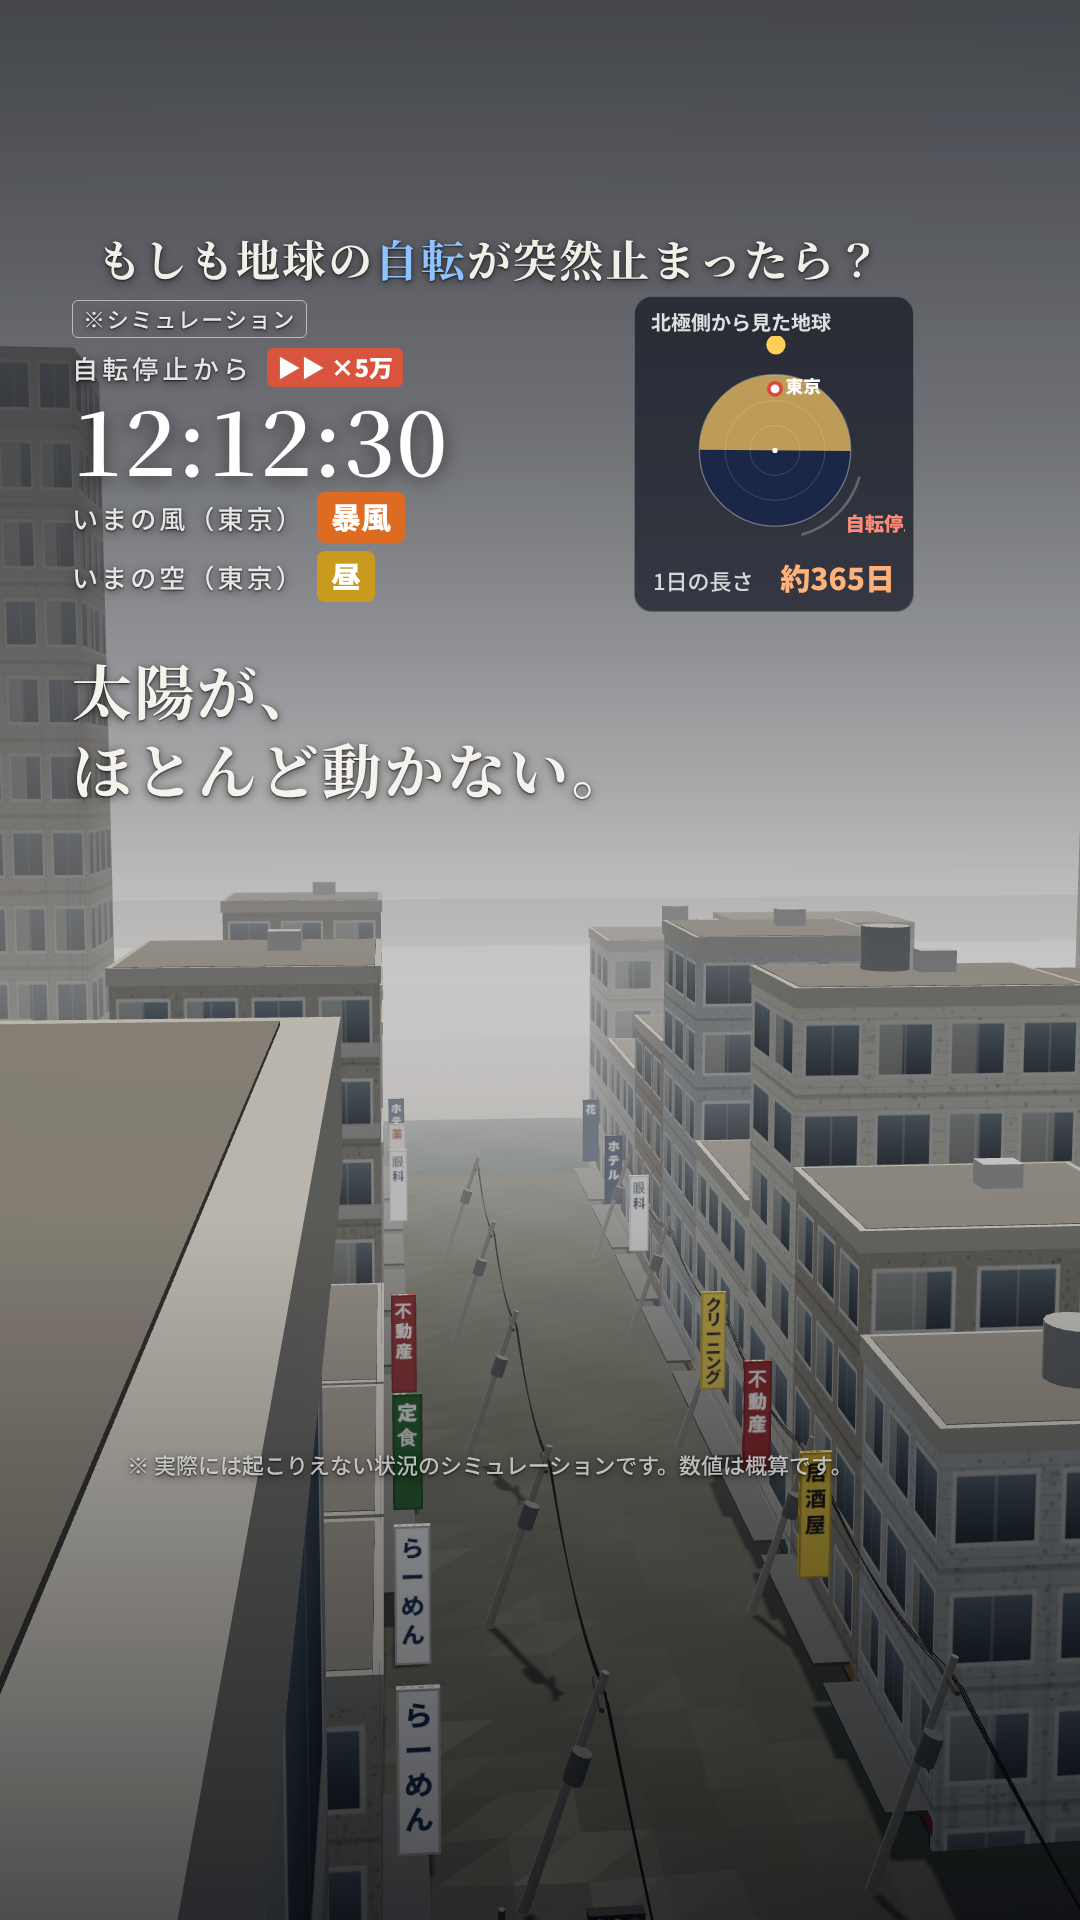 もしも地球の自転が突然止まったら？
※シミュレーション
自転停止から ▶▶ ×5万
12:12:30
いまの風（東京） 暴風
いまの空（東京） 昼
北極側から見た地球
東京
自転停
1日の長さ 約365日
太陽が、
ほとんど動かない。
ホテ
薬
眼科
花
ホテル
眼科
不動産
クリーニング
不動産
定食
※ 実際には起こりえない状況のシミュレーションです。数値は概算です。
居酒屋
らーめん
らーめん